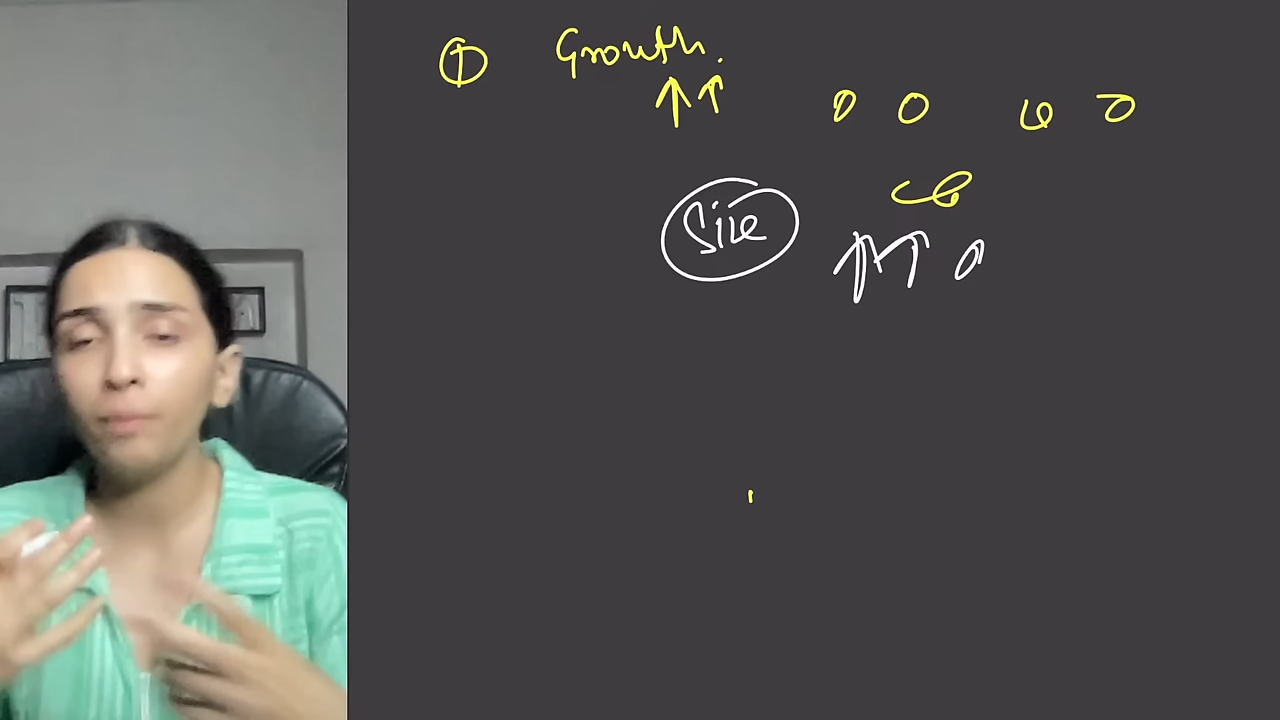 ① Growth.
↑↑
Size ↑↑